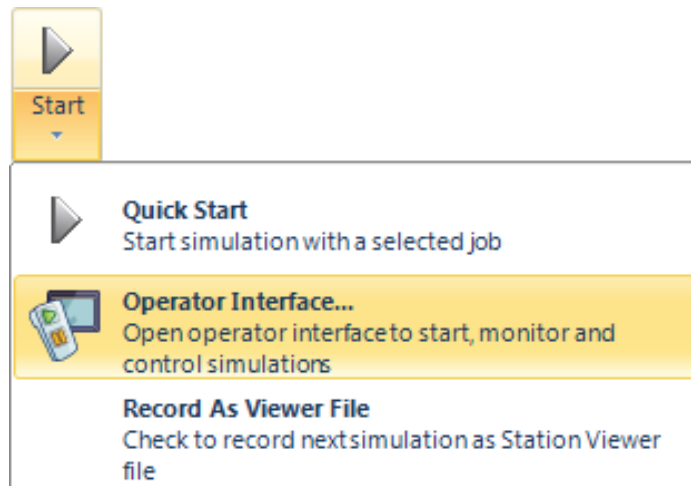 Start
Quick Start
Start simulation with a selected job
Operator Interface...
Open operator interface to start, monitor and
control simulations
Record As Viewer File
Check to record next simulation as Station Viewer
file